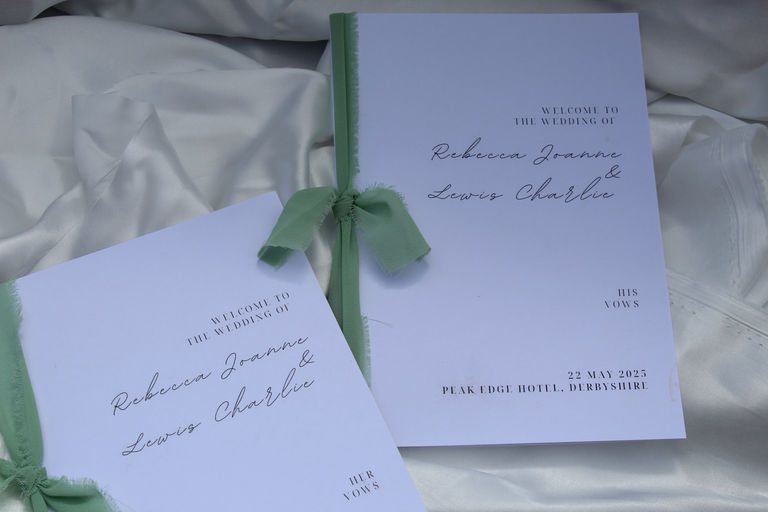 WELCOME TO
THE WEDDING OF
Rebecca Joanne
&
Lewis Charlie
HIS
VOWS
22 MAY 2025
PEAK EDGE HOTEL, DERBYSHIRE
WELCOME TO
THE WEDDING OF
Rebecca Joanne
&
Lewis Charlie
HER
VOWS